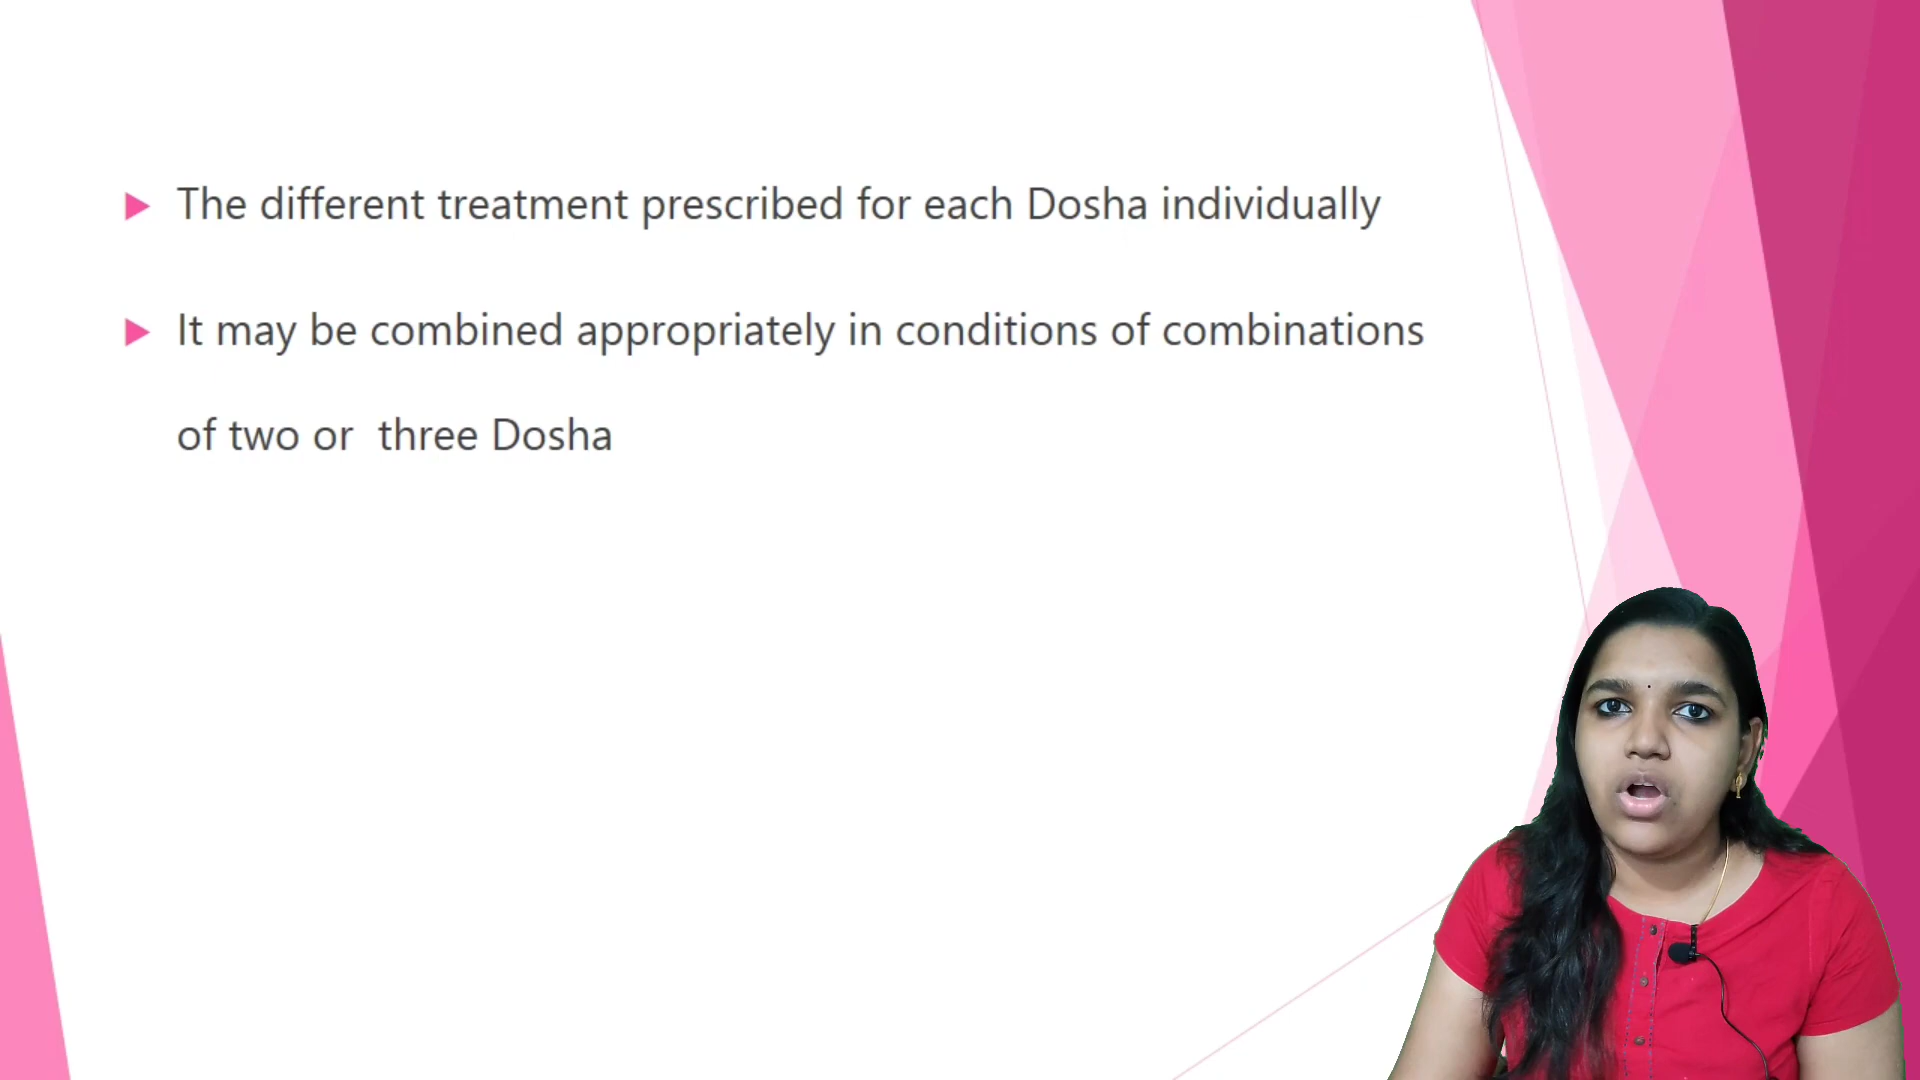 The different treatment prescribed for each Dosha individually
It may be combined appropriately in conditions of combinations
of two or three Dosha